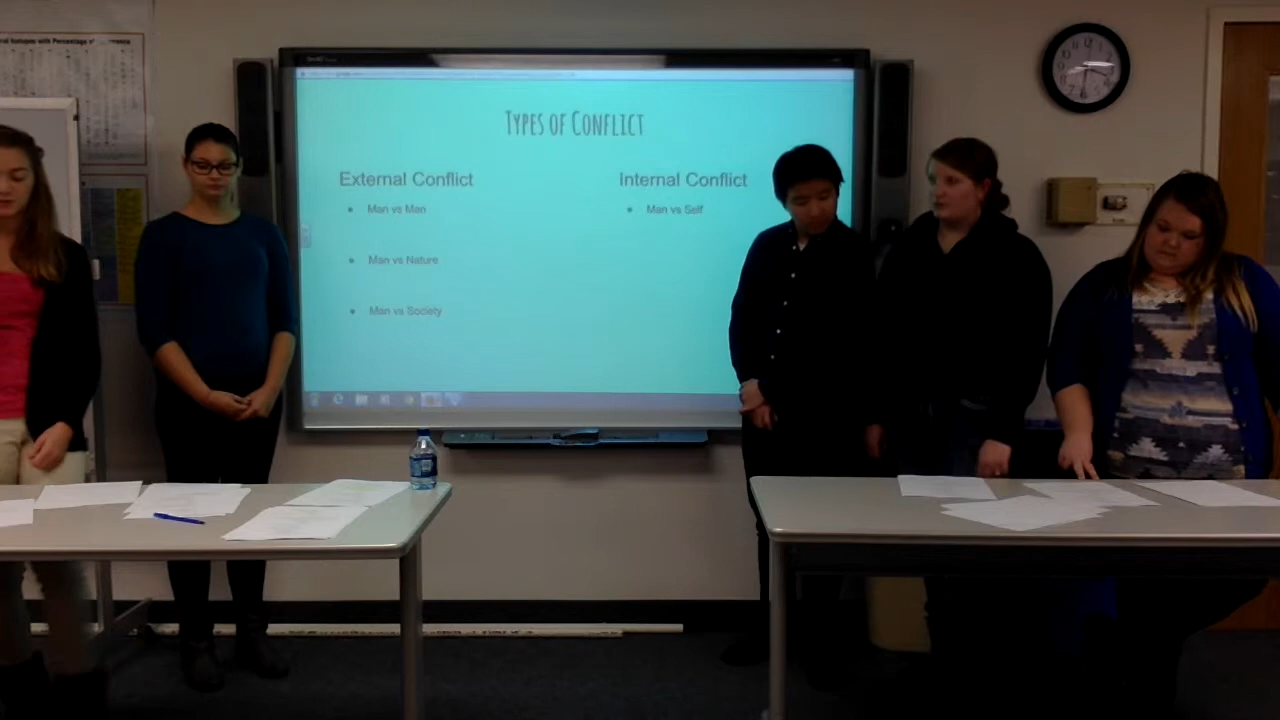 TYPES OF CONFLICT
External Conflict
Internal Conflict
Man vs Man
Man vs Self
Man vs Nature
Man vs Society